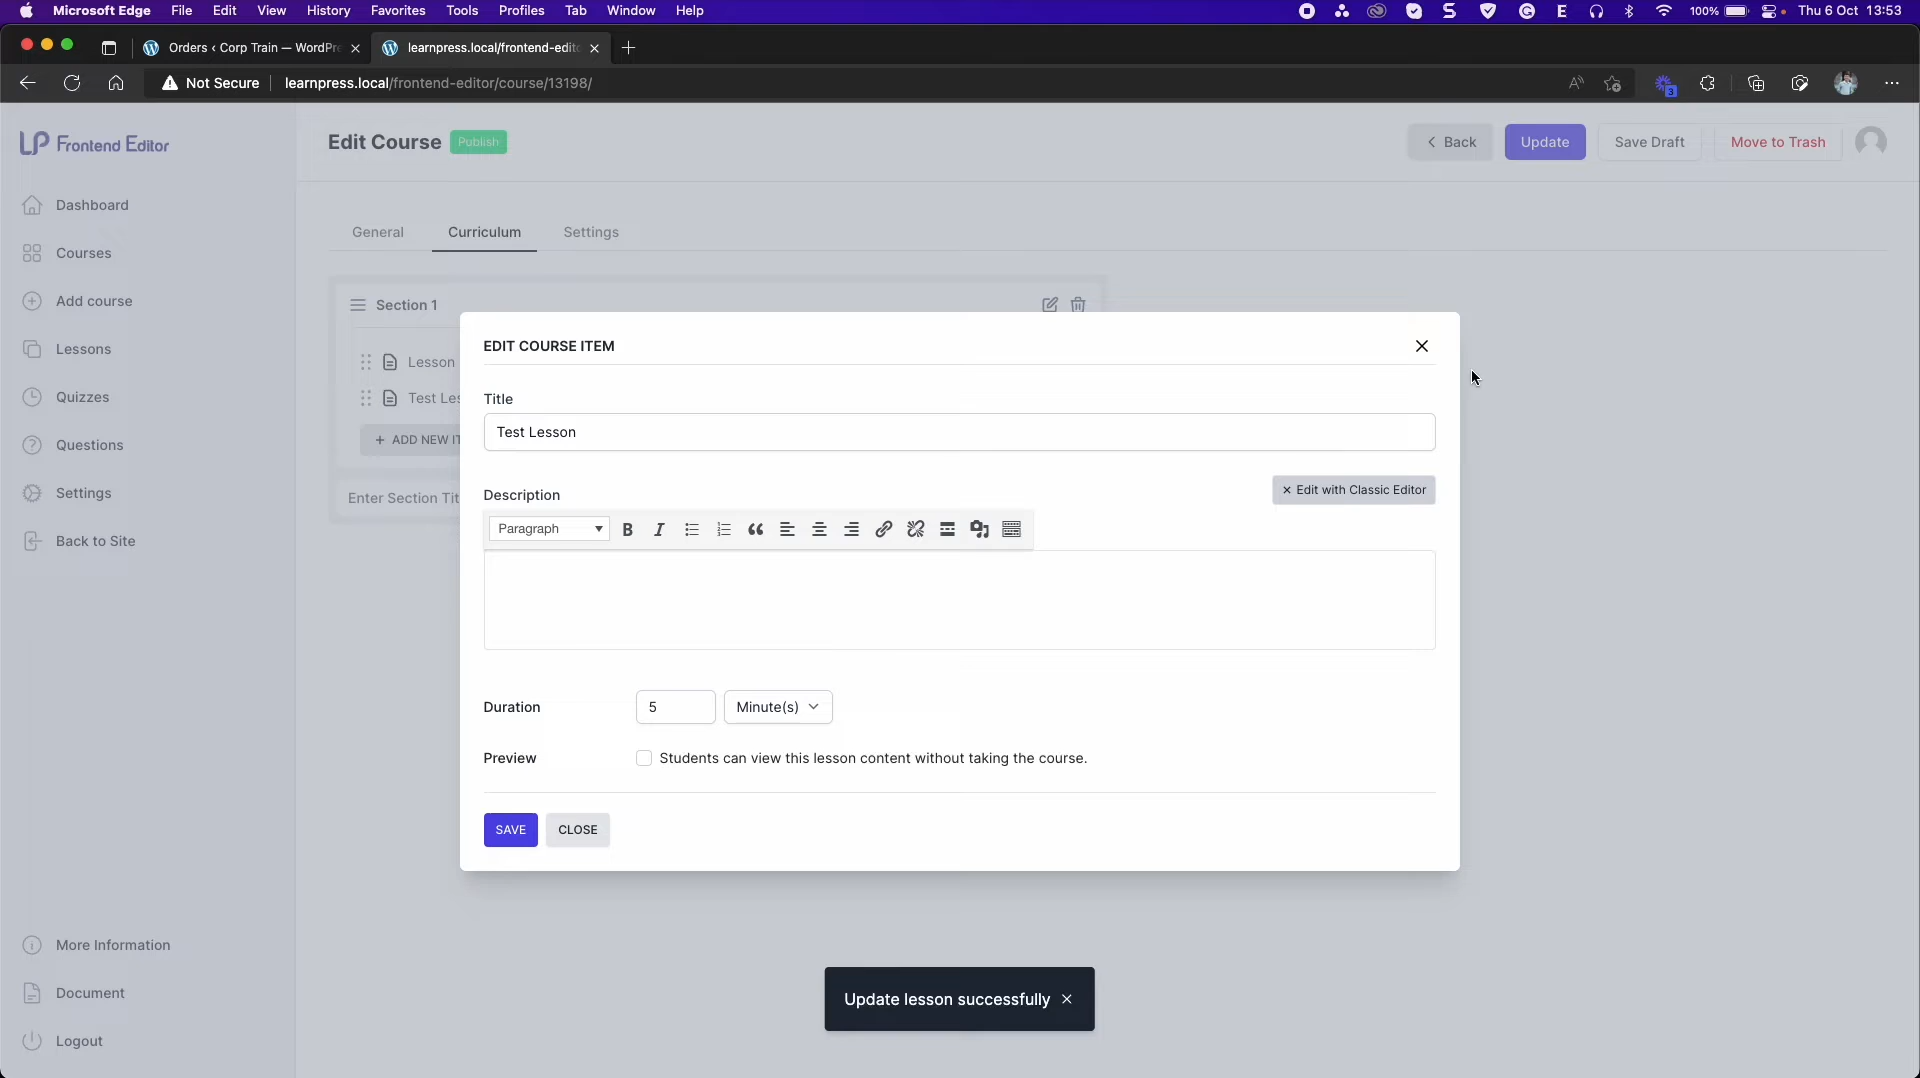 Microsoft Edge File Edit View History Favorites Tools Profiles Tab Window Help
S E 100% Thu 6 Oct 13:53
Orders ‹ Corp Train — WordPr
learnpress.local/frontend-edit
Not Secure learnpress.local/frontend-editor/course/13198/
3
LP Frontend Editor
Edit Course Publish
Back Update Save Draft Move to Trash
Dashboard
Courses
Add course
Lessons
Quizzes
Questions
Settings
Back to Site
General Curriculum Settings
Section 1
Lesson
Test Les
+ ADD NEW IT
Enter Section Tit
EDIT COURSE ITEM
Title
Test Lesson
Description
× Edit with Classic Editor
Paragraph B I
Duration 5 Minute(s)
Preview Students can view this lesson content without taking the course.
SAVE CLOSE
Update lesson successfully ×
More Information
Document
Logout